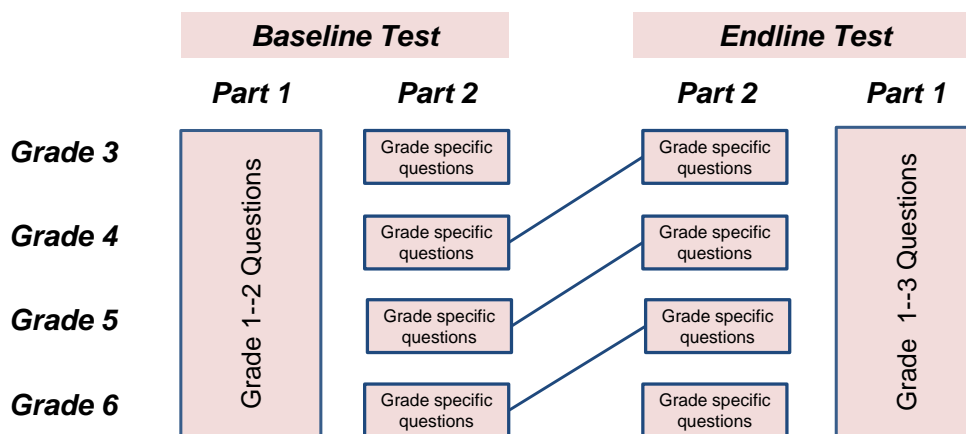 Baseline Test
Endline Test
Part 1
Part 2
Part 2
Part 1
Grade 3
Grade specific
questions
Grade specific
questions
Grade 4
Grade specific
questions
Grade specific
questions
Grade 5
Grade specific
questions
Grade specific
questions
Grade 6
Grade specific
questions
Grade specific
questions
Grade 1--2 Questions
Grade 1--3 Questions